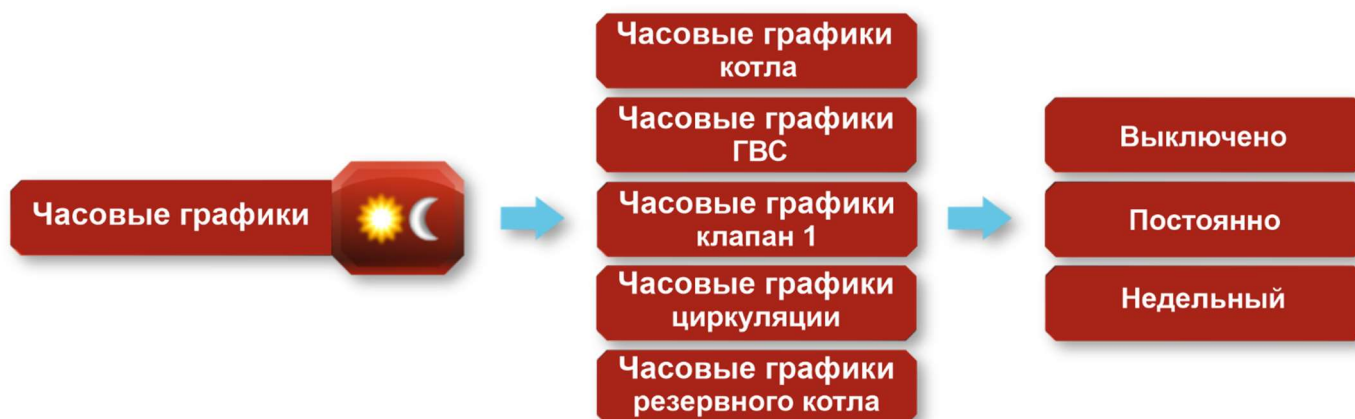 Часовые графики
Часовые графики
котла
Часовые графики
ГВС
Часовые графики
клапан 1
Часовые графики
циркуляции
Часовые графики
резервного котла
Выключено
Постоянно
Недельный